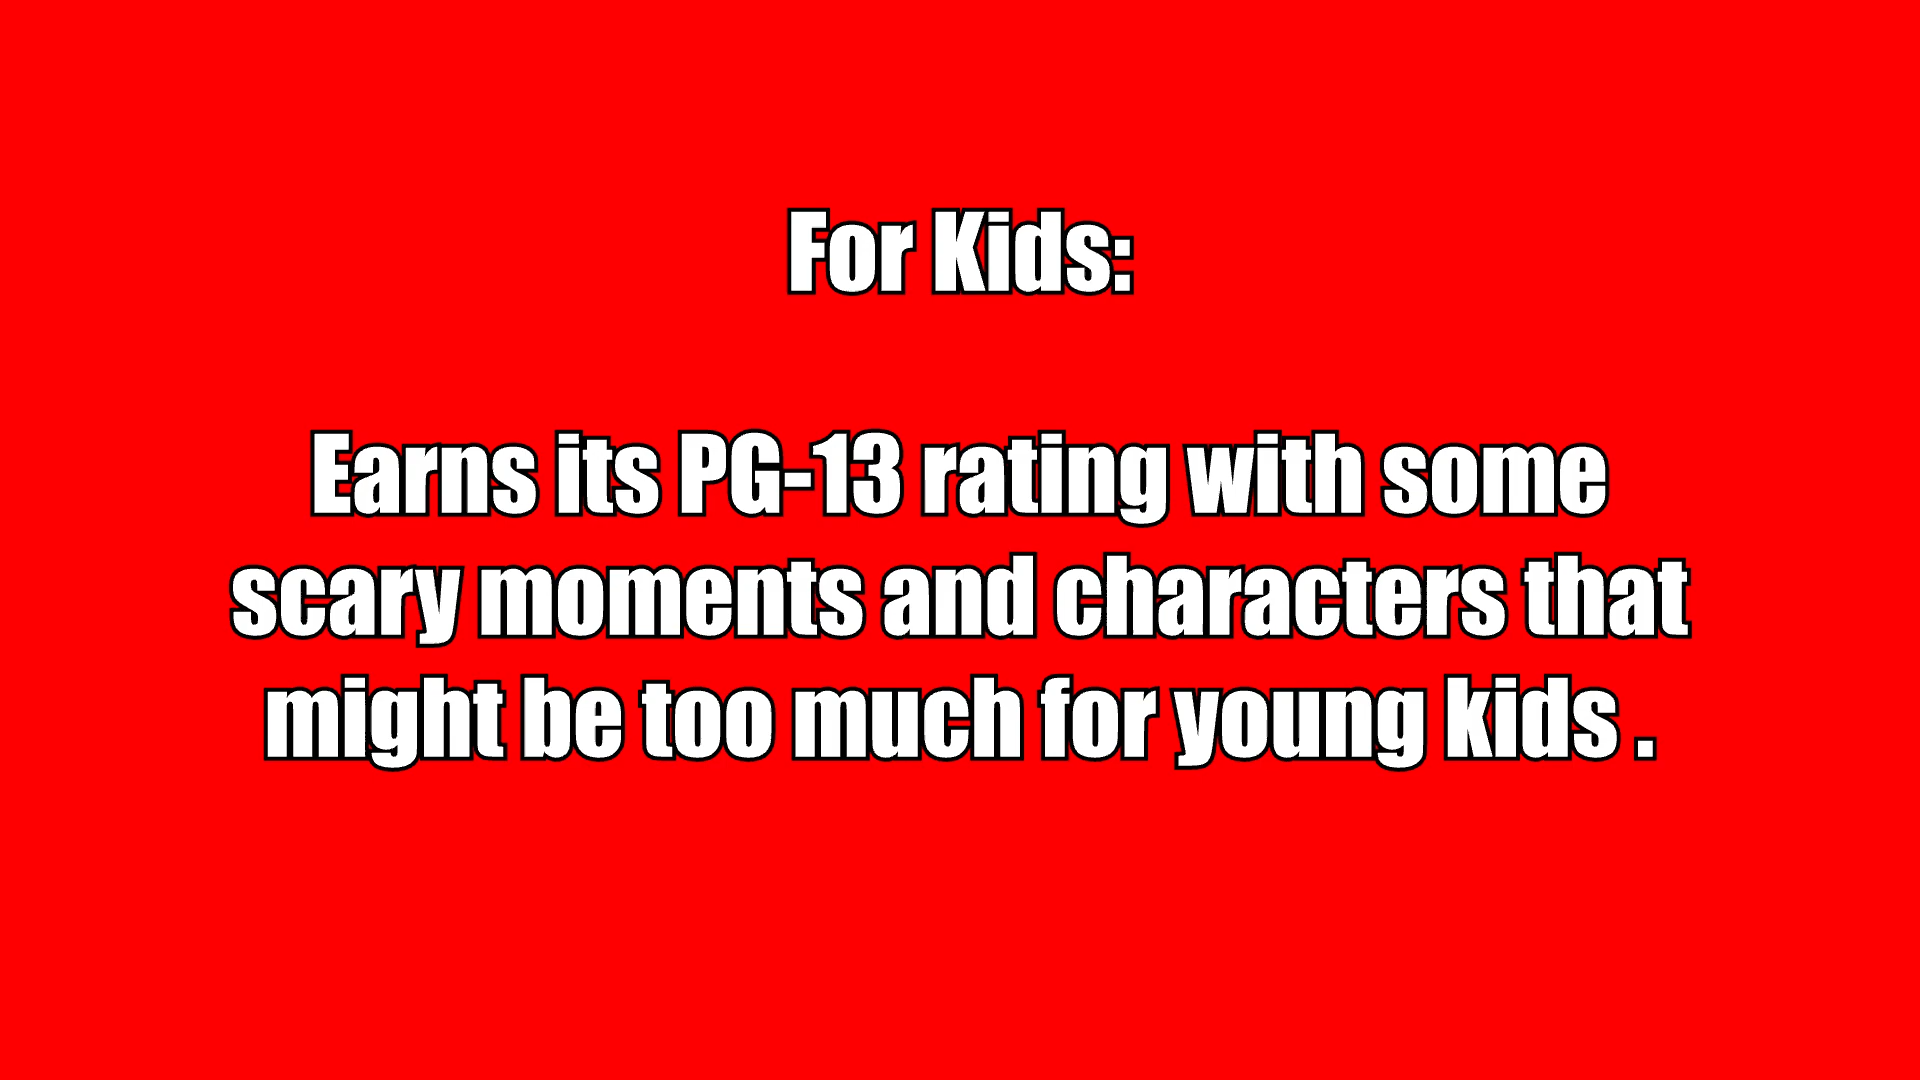 For Kids:
Earns its PG-13 rating with some
scary moments and characters that
might be too much for young kids .